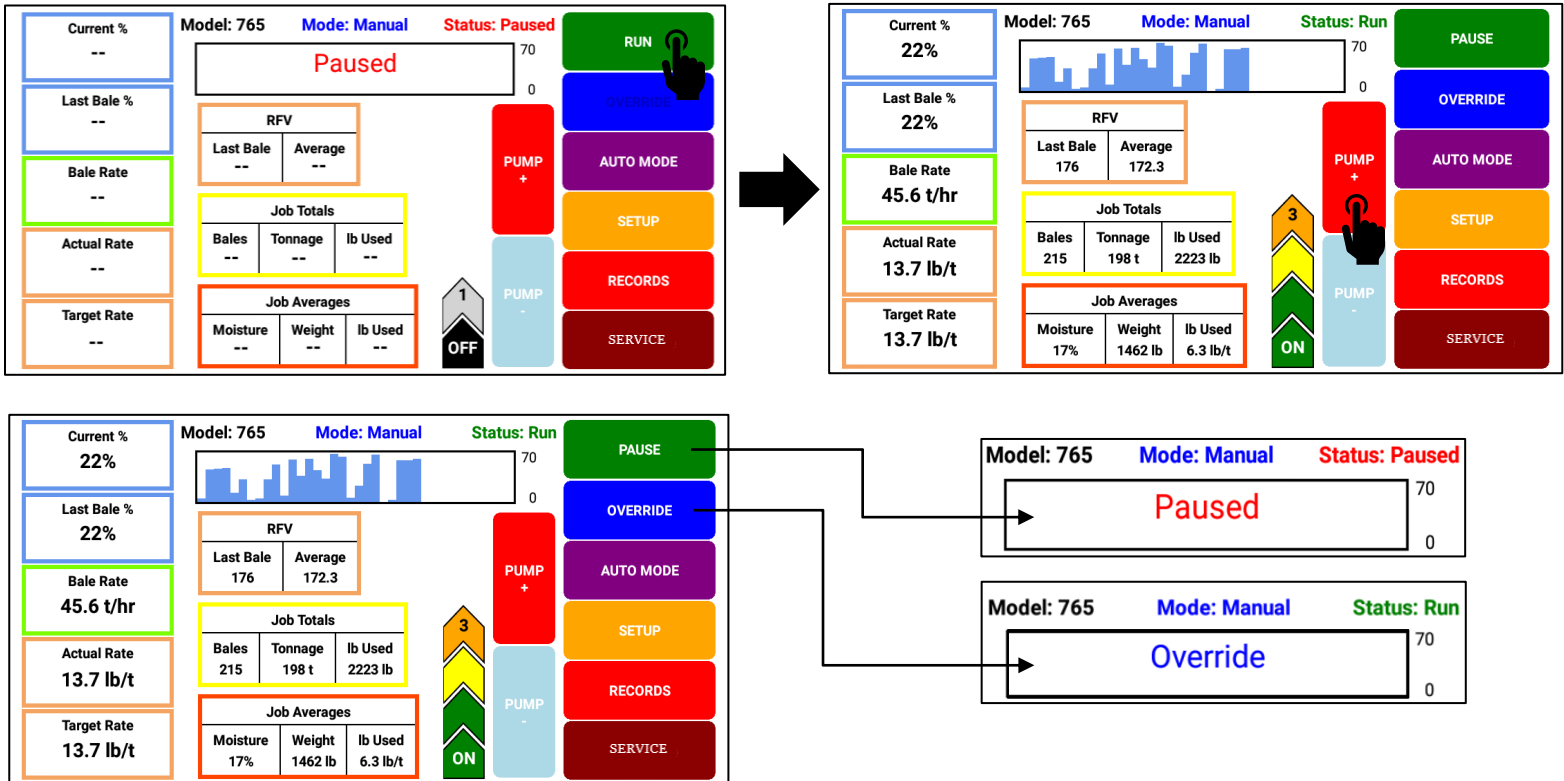 Current %
--
Last Bale %
--
Bale Rate
--
Actual Rate
--
Target Rate
--
Model: 765 Mode: Manual Status: Paused
Paused
70
0
RFV
Last Bale Average
-- --
Job Totals
Bales Tonnage lb Used
-- -- --
Job Averages
Moisture Weight lb Used
-- -- --
1
OFF
PUMP
+
PUMP
-
RUN
OVERRIDE
AUTO MODE
SETUP
RECORDS
SERVICE
Current %
22%
Last Bale %
22%
Bale Rate
45.6 t/hr
Actual Rate
13.7 lb/t
Target Rate
13.7 lb/t
Model: 765 Mode: Manual Status: Run
70
0
RFV
Last Bale Average
176 172.3
Job Totals
Bales Tonnage lb Used
215 198 t 2223 lb
Job Averages
Moisture Weight lb Used
17% 1462 lb 6.3 lb/t
3
ON
PUMP
+
PUMP
-
PAUSE
OVERRIDE
AUTO MODE
SETUP
RECORDS
SERVICE
Current %
22%
Last Bale %
22%
Bale Rate
45.6 t/hr
Actual Rate
13.7 lb/t
Target Rate
13.7 lb/t
Model: 765 Mode: Manual Status: Run
70
0
RFV
Last Bale Average
176 172.3
Job Totals
Bales Tonnage lb Used
215 198 t 2223 lb
Job Averages
Moisture Weight lb Used
17% 1462 lb 6.3 lb/t
3
ON
PUMP
+
PUMP
-
PAUSE
OVERRIDE
AUTO MODE
SETUP
RECORDS
SERVICE
Model: 765 Mode: Manual Status: Paused
Paused
70
0
Model: 765 Mode: Manual Status: Run
Override
70
0